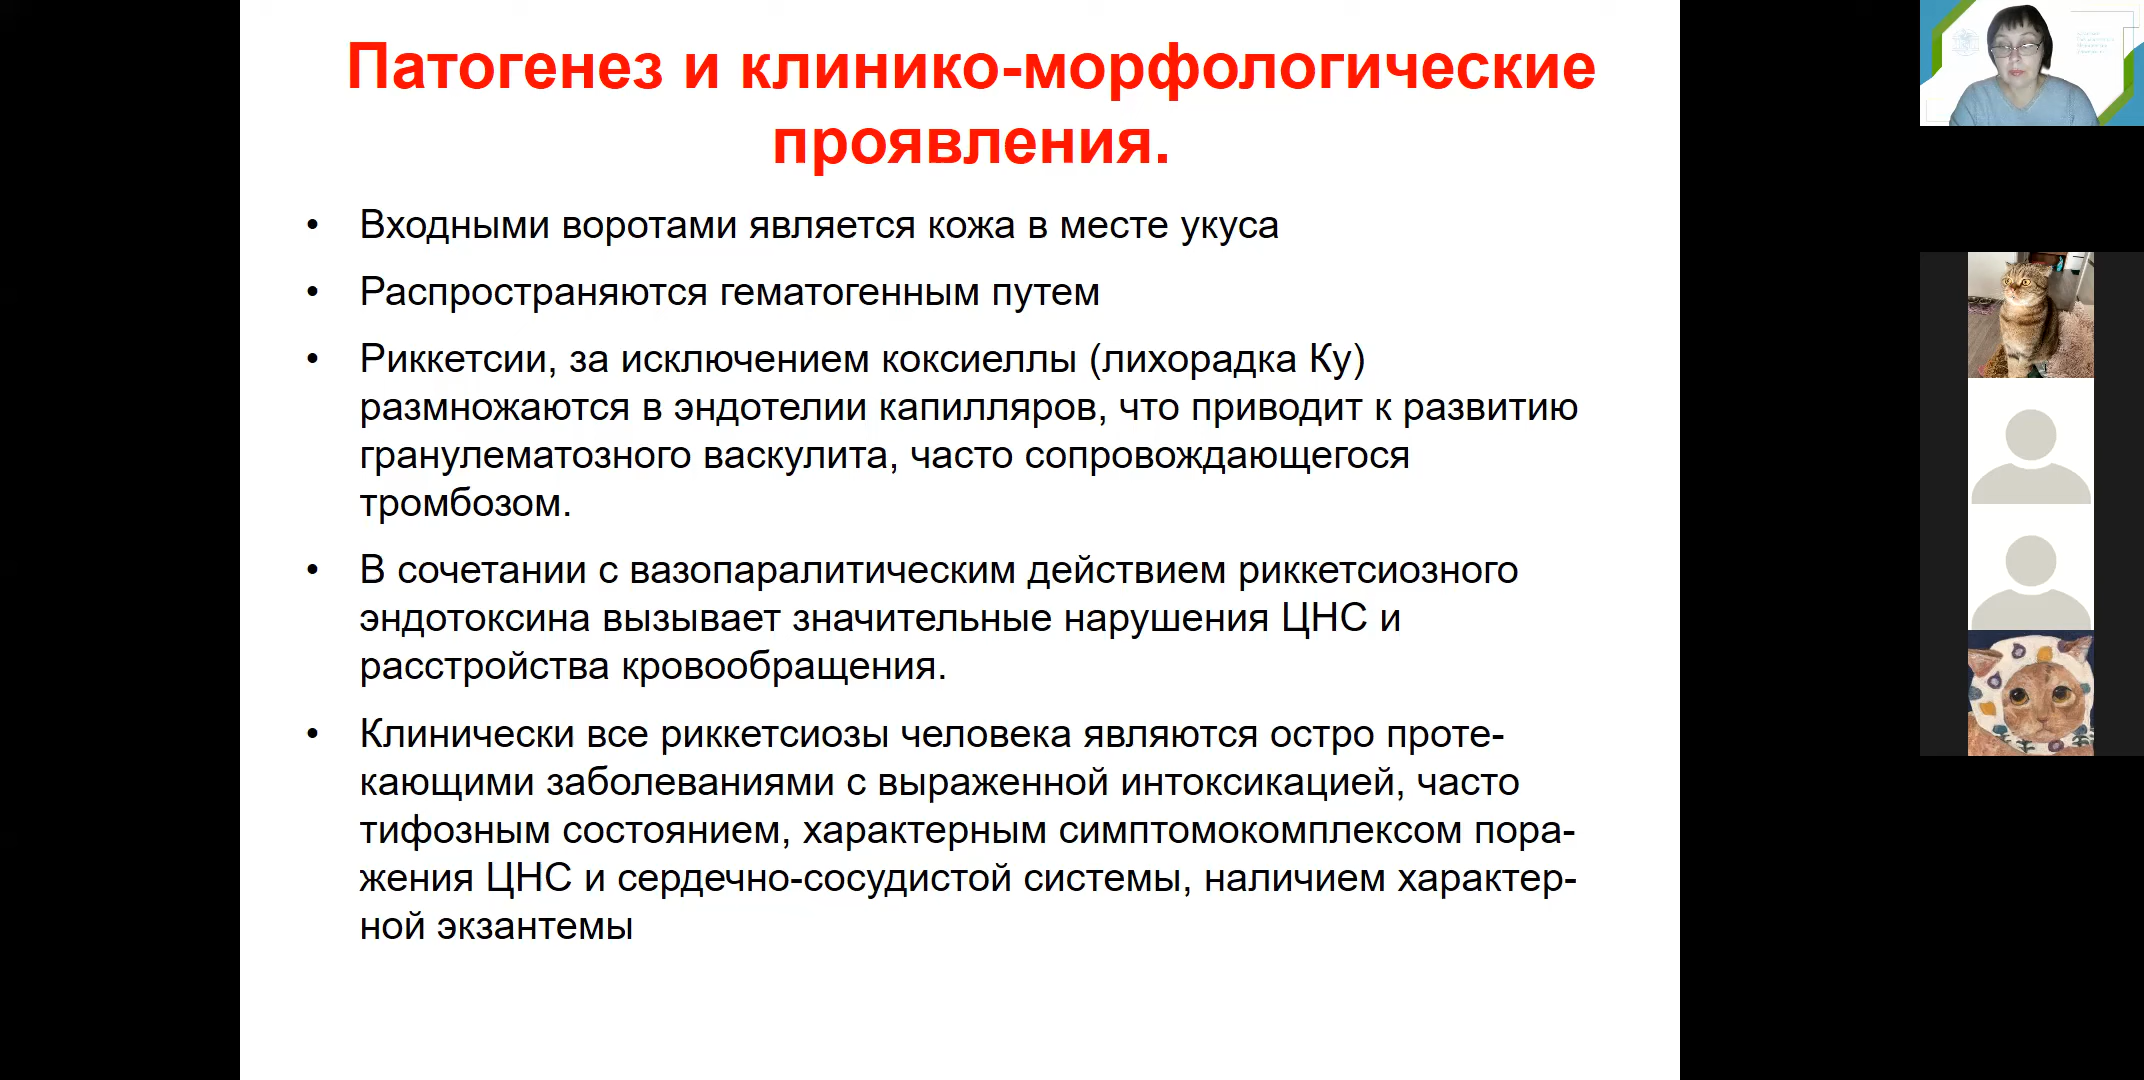 Патогенез и клинико-морфологические
проявления.
• Входными воротами является кожа в месте укуса
• Распространяются гематогенным путем
• Риккетсии, за исключением коксиеллы (лихорадка Ку)
размножаются в эндотелии капилляров, что приводит к развитию
гранулематозного васкулита, часто сопровождающегося
тромбозом.
• В сочетании с вазопаралитическим действием риккетсиозного
эндотоксина вызывает значительные нарушения ЦНС и
расстройства кровообращения.
• Клинически все риккетсиозы человека являются остро проте-
кающими заболеваниями с выраженной интоксикацией, часто
тифозным состоянием, характерным симптомокомплексом пора-
жения ЦНС и сердечно-сосудистой системы, наличием характер-
ной экзантемы